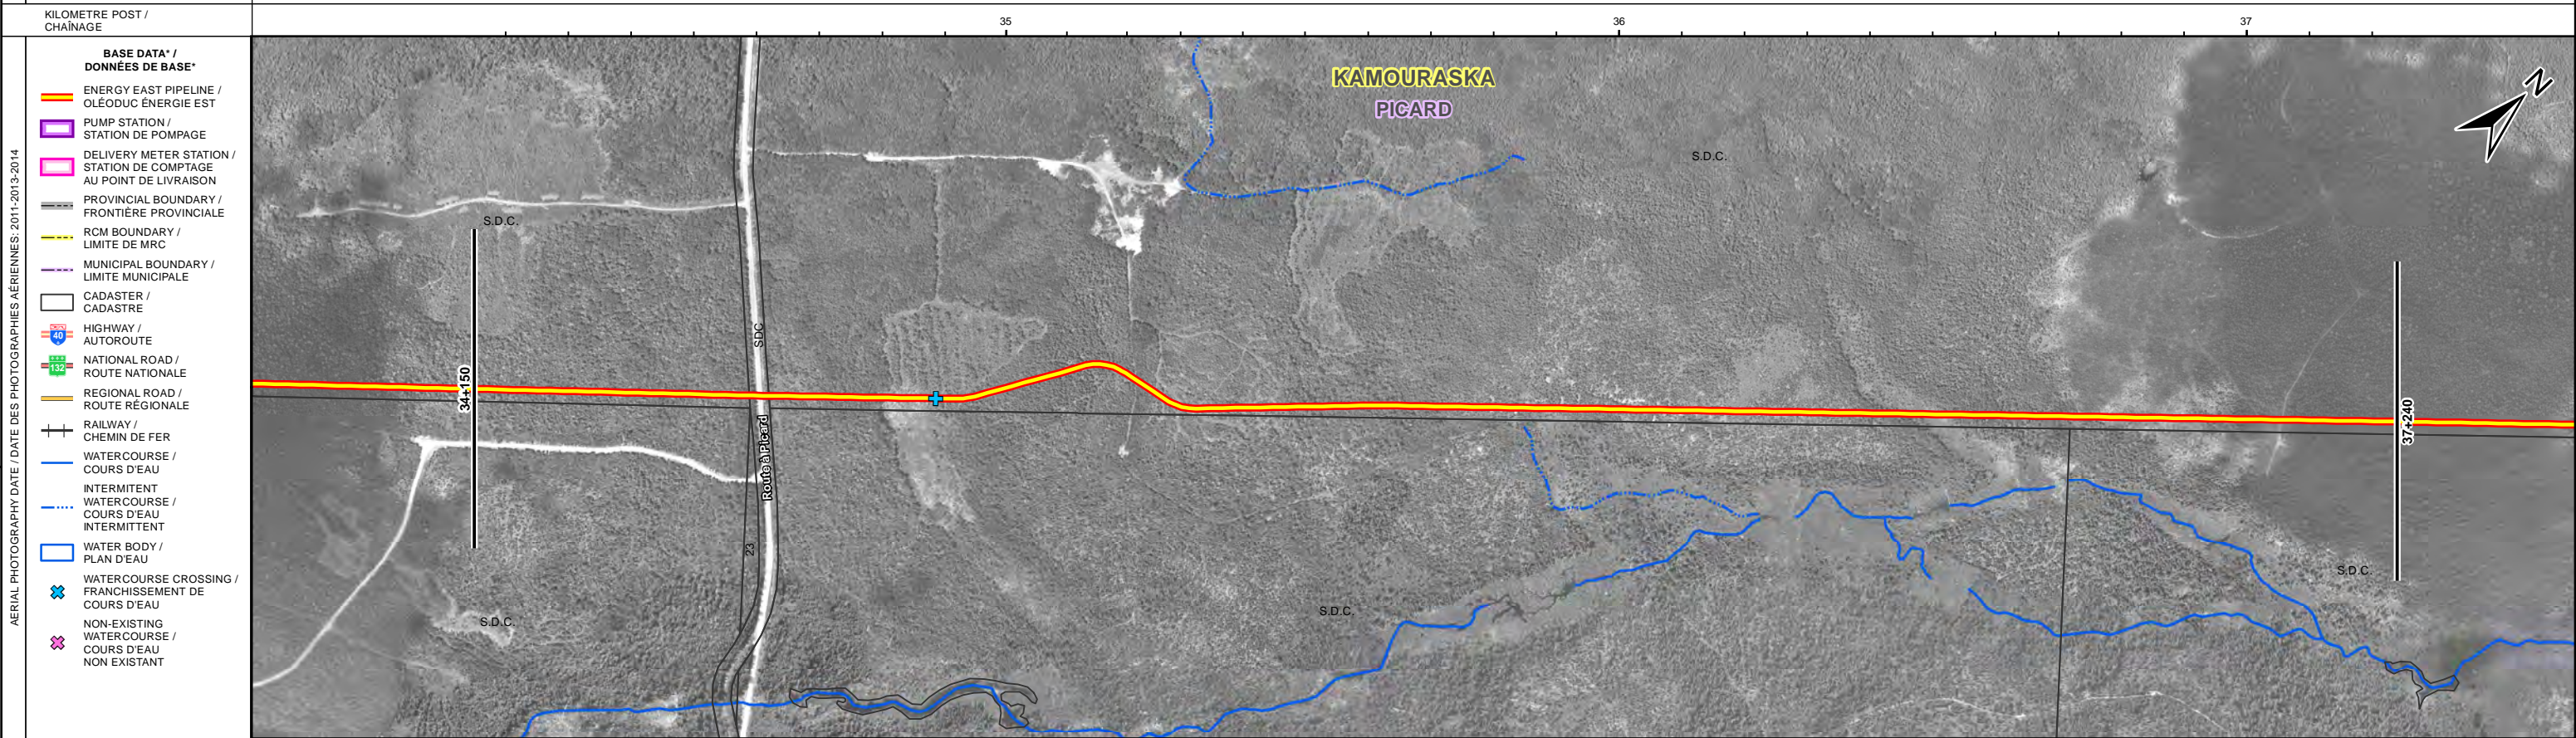 KILOMETRE POST /
CHAÎNAGE
35
36
37
AERIAL PHOTOGRAPHY DATE / DATE DES PHOTOGRAPHIES AÉRIENNES: 2011-2013-2014
BASE DATA* /
DONNÉES DE BASE*
ENERGY EAST PIPELINE /
OLÉODUC ÉNERGIE EST
PUMP STATION /
STATION DE POMPAGE
DELIVERY METER STATION /
STATION DE COMPTAGE
AU POINT DE LIVRAISON
PROVINCIAL BOUNDARY /
FRONTIÈRE PROVINCIALE
RCM BOUNDARY /
LIMITE DE MRC
MUNICIPAL BOUNDARY /
LIMITE MUNICIPALE
CADASTER /
CADASTRE
40
HIGHWAY /
AUTOROUTE
132
NATIONAL ROAD /
ROUTE NATIONALE
REGIONAL ROAD /
ROUTE RÉGIONALE
RAILWAY /
CHEMIN DE FER
WATERCOURSE /
COURS D'EAU
INTERMITENT
WATERCOURSE /
COURS D'EAU
INTERMITTENT
WATER BODY /
PLAN D'EAU
WATERCOURSE CROSSING /
FRANCHISSEMENT DE
COURS D'EAU
NON-EXISTING
WATERCOURSE /
COURS D'EAU
NON EXISTANT
KAMOURASKA
PICARD
N
S.D.C.
S.D.C.
SDC
34+150
Route à Picard
37+240
23
S.D.C.
S.D.C.
S.D.C.